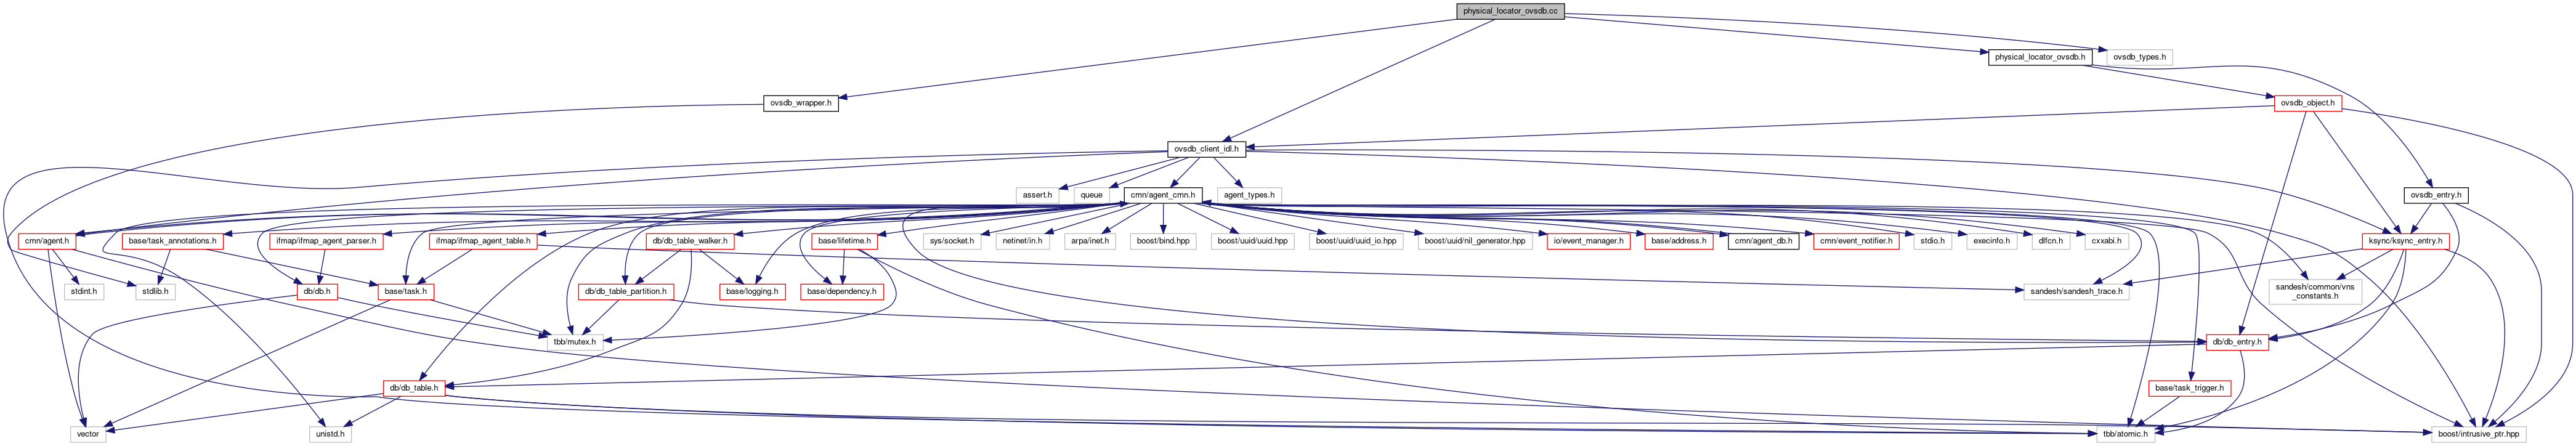 physical_locator_ovsdb.cc
physical_locator_ovsdb.h
ovsdb_types.h
ovsdb_wrapper.h
ovsdb_object.h
ovsdb_client_idl.h
assert.h
queue
cmn/agent_cmn.h
agent_types.h
ovsdb_entry.h
cmn/agent.h
base/task_annotations.h
ifmap/ifmap_agent_parser.h
ifmap/ifmap_agent_table.h
db/db_table_walker.h
base/lifetime.h
sys/socket.h
netinet/in.h
arpa/inet.h
boost/bind.hpp
boost/uuid/uuid.hpp
boost/uuid/uuid_io.hpp
boost/uuid/nil_generator.hpp
io/event_manager.h
base/address.h
cmn/agent_db.h
cmn/event_notifier.h
stdio.h
execinfo.h
dlfcn.h
cxxabi.h
ksync/ksync_entry.h
stdint.h
stdlib.h
db/db.h
base/task.h
db/db_table_partition.h
base/logging.h
base/dependency.h
sandesh/sandesh_trace.h
sandesh/common/vns
_constants.h
tbb/mutex.h
db/db_entry.h
db/db_table.h
base/task_trigger.h
vector
unistd.h
tbb/atomic.h
boost/intrusive_ptr.hpp